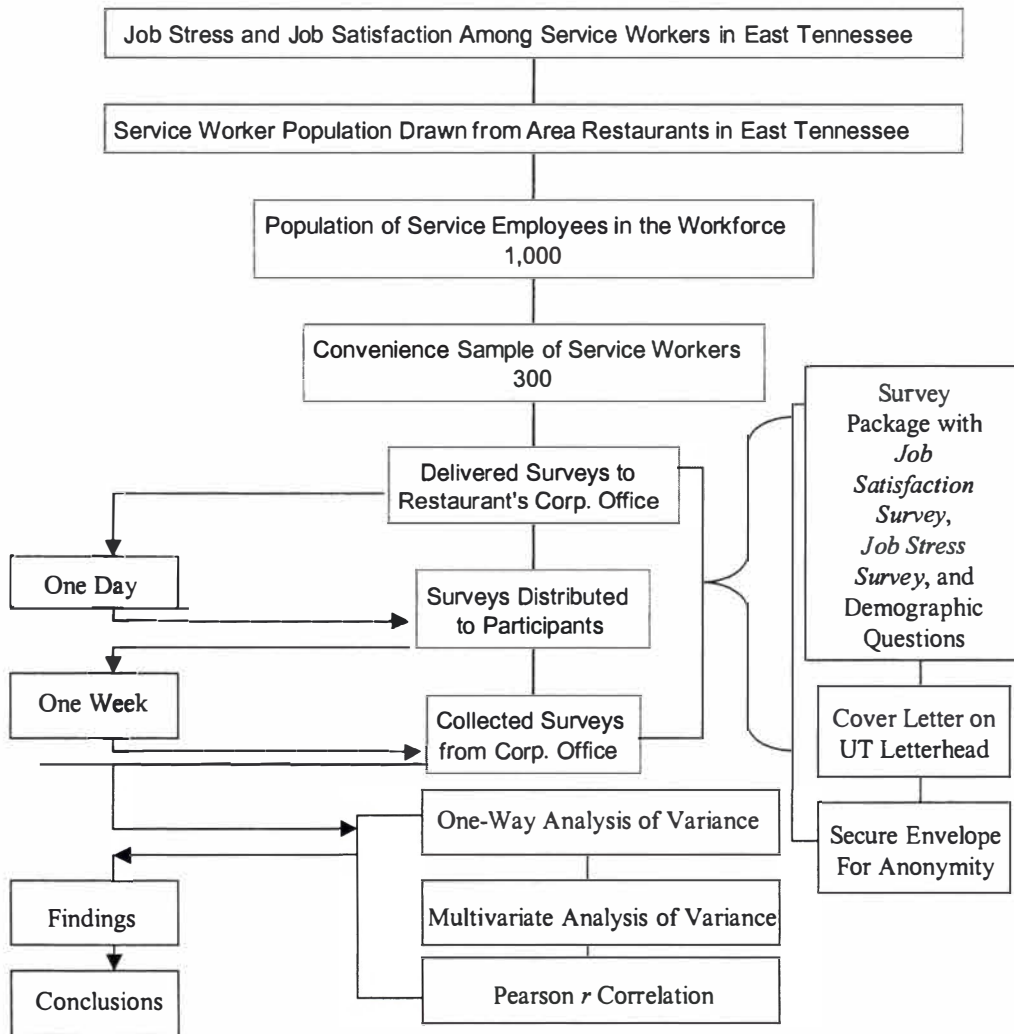 Job Stress and Job Satisfaction Among Service Workers in East Tennessee
Service Worker Population Drawn from Area Restaurants in East Tennessee
Population of Service Employees in the Workforce
1,000
Convenience Sample of Service Workers
300
Delivered Surveys to
Restaurant's Corp. Office
One Day
Surveys Distributed
to Participants
One Week
Collected Surveys
from Corp. Office
Survey
Package with
Job
Satisfaction
Survey,
Job Stress
Survey, and
Demographic
Questions
Cover Letter on
UT Letterhead
Secure Envelope
For Anonymity
One-Way Analysis of Variance
Multivariate Analysis of Variance
Pearson r Correlation
Findings
Conclusions